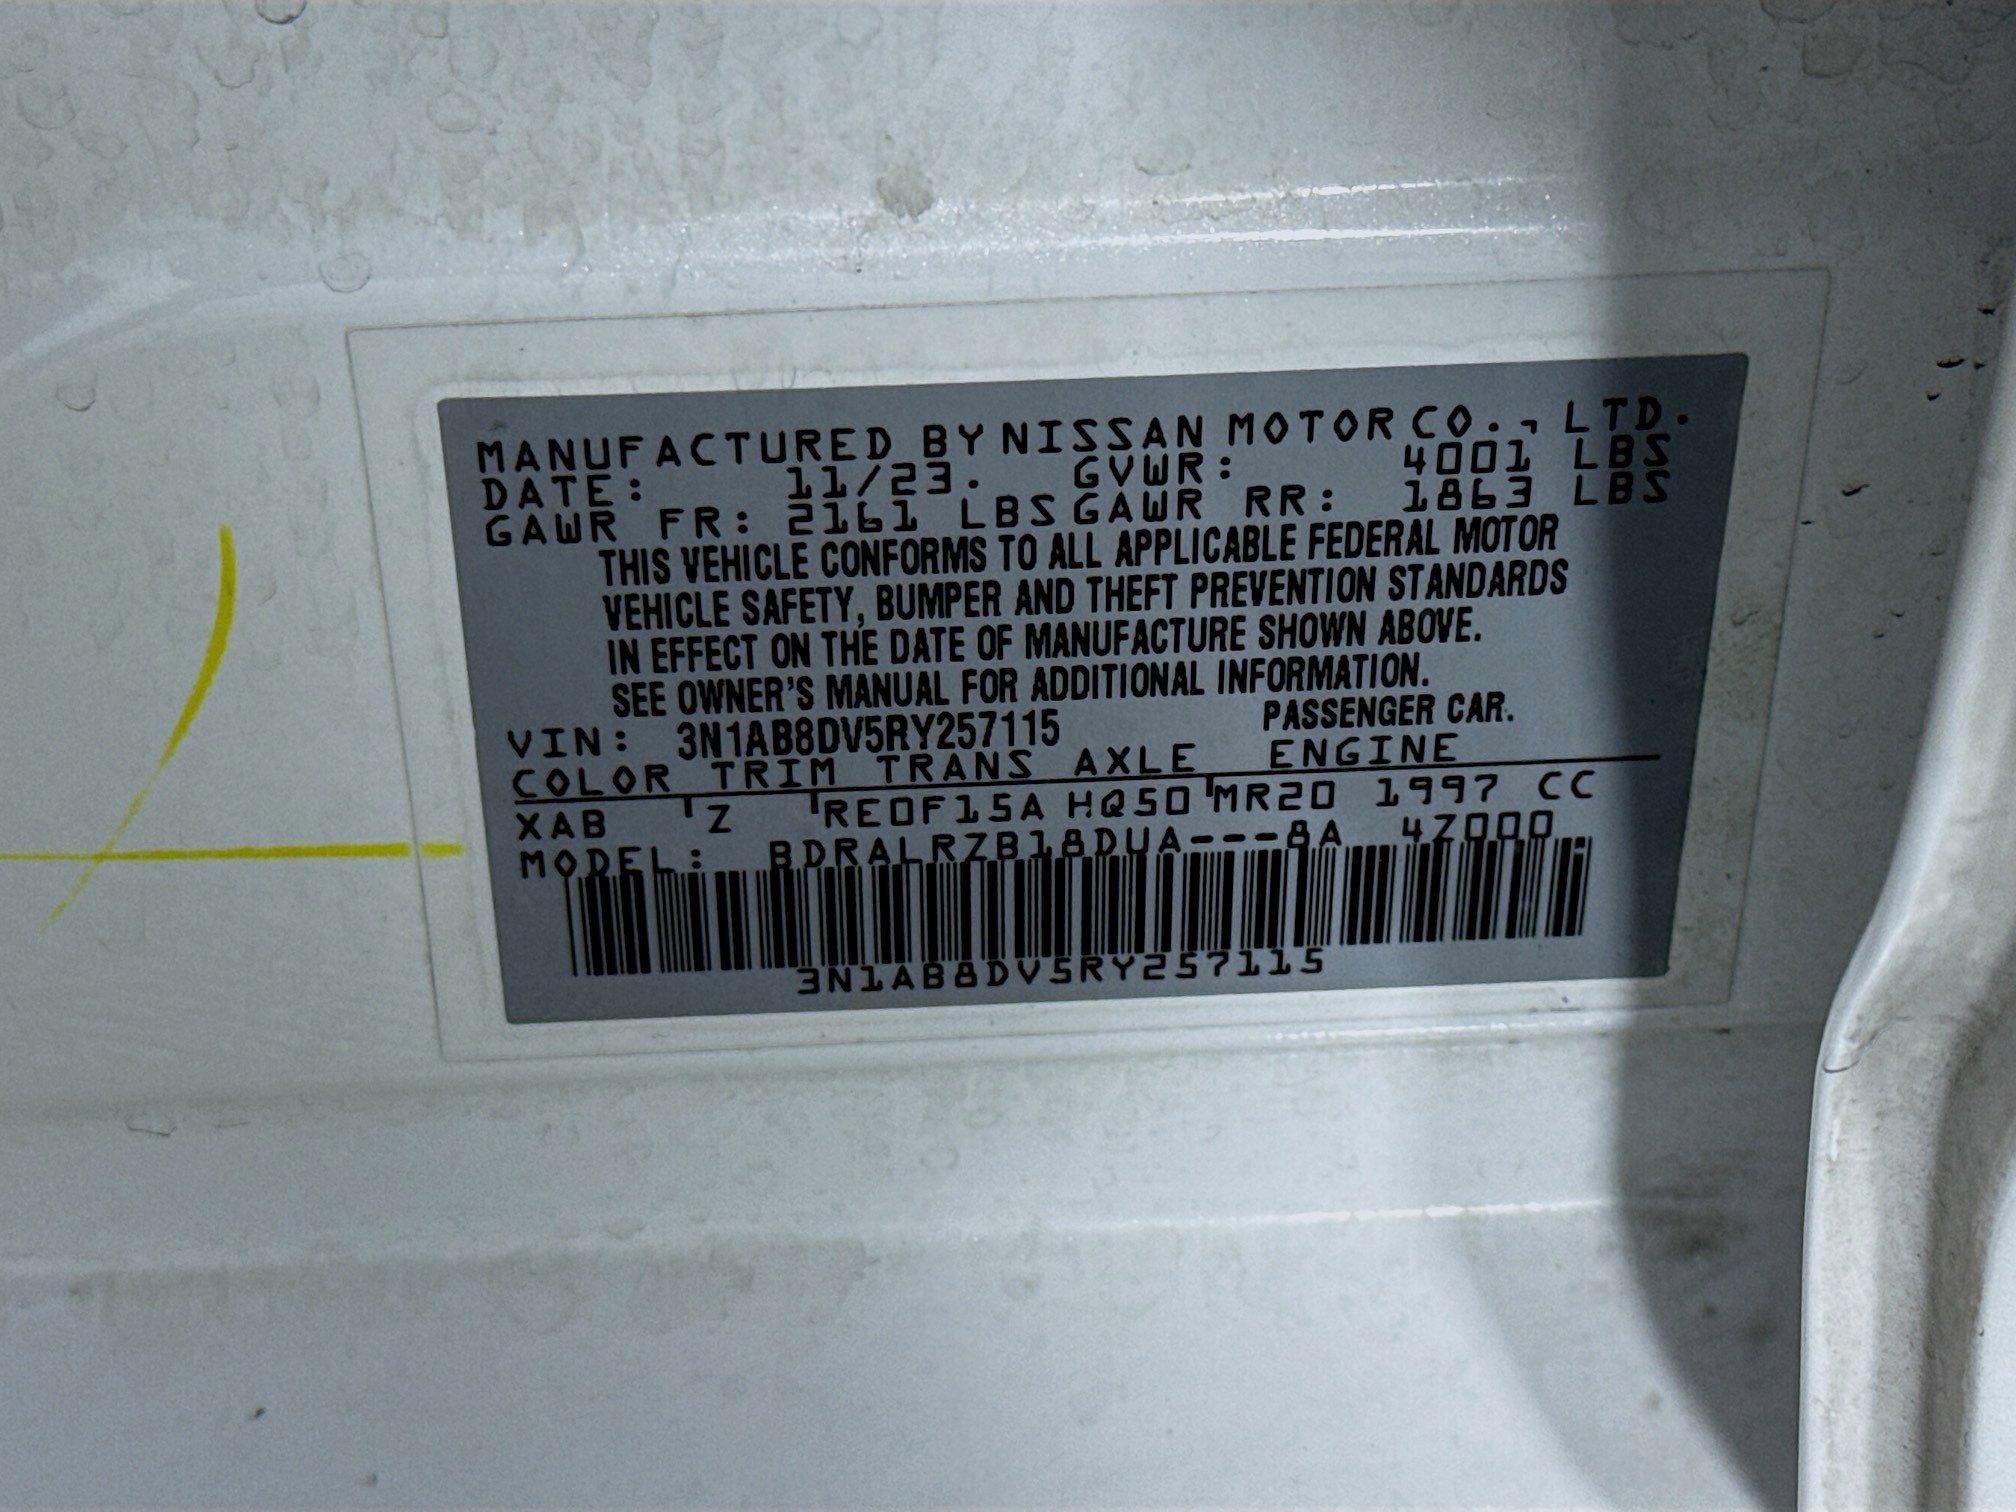 MANUFACTURED BY NISSAN MOTOR CO., LTD.
DATE: 11/23. GVWR: 4001 LBS
GAWR FR: 2161 LBS GAWR RR: 1863 LBS
THIS VEHICLE CONFORMS TO ALL APPLICABLE FEDERAL MOTOR
VEHICLE SAFETY, BUMPER AND THEFT PREVENTION STANDARDS
IN EFFECT ON THE DATE OF MANUFACTURE SHOWN ABOVE.
SEE OWNER'S MANUAL FOR ADDITIONAL INFORMATION.
VIN: 3N1AB8DV5RY257115 PASSENGER CAR.
COLOR TRIM TRANS AXLE ENGINE
XAB Z RE0F15A HQ50 MR20 1997 CC
MODEL: BDRALRZB18DUA---8A 4Z000.
3N1AB8DV5RY257115